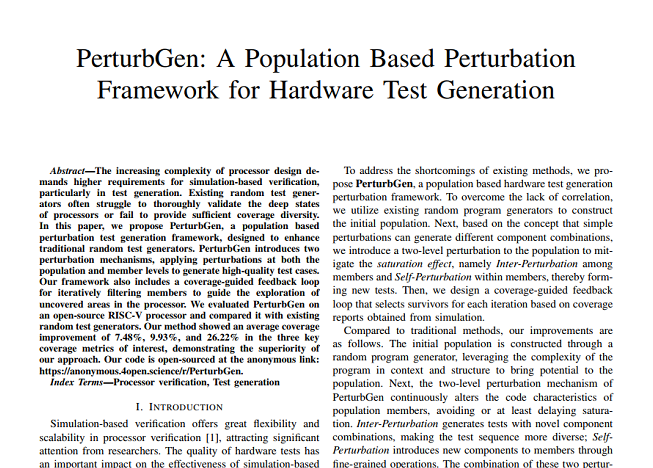 PerturbGen: A Population Based Perturbation
Framework for Hardware Test Generation
Abstract—The increasing complexity of processor design de-
mands higher requirements for simulation-based verification,
particularly in test generation. Existing random test gener-
ators often struggle to thoroughly validate the deep states
of processors or fail to provide sufficient coverage diversity.
In this paper, we propose PerturbGen, a population based
perturbation test generation framework, designed to enhance
traditional random test generators. PerturbGen introduces two
perturbation mechanisms, applying perturbations at both the
population and member levels to generate high-quality test cases.
Our framework also includes a coverage-guided feedback loop
for iteratively filtering members to guide the exploration of
uncovered areas in the processor. We evaluated PerturbGen on
an open-source RISC-V processor and compared it with existing
random test generators. Our method showed an average coverage
improvement of 7.48%, 9.93%, and 26.22% in the three key
coverage metrics of interest, demonstrating the superiority of
our approach. Our code is open-sourced at the anonymous link:
https://anonymous.4open.science/r/PerturbGen.
Index Terms—Processor verification, Test generation
I. INTRODUCTION
Simulation-based verification offers great flexibility and
scalability in processor verification [1], attracting significant
attention from researchers. The quality of hardware tests has
an important impact on the effectiveness of simulation-based
To address the shortcomings of existing methods, we pro-
pose PerturbGen, a population based hardware test generation
perturbation framework. To overcome the lack of correlation,
we utilize existing random program generators to construct
the initial population. Next, based on the concept that simple
perturbations can generate different component combinations,
we introduce a two-level perturbation to the population to mit-
igate the saturation effect, namely Inter-Perturbation among
members and Self-Perturbation within members, thereby form-
ing new tests. Then, we design a coverage-guided feedback
loop that selects survivors for each iteration based on coverage
reports obtained from simulation.
Compared to traditional methods, our improvements are
as follows. The initial population is constructed through a
random program generator, leveraging the complexity of the
program in context and structure to bring potential to the
population. Next, the two-level perturbation mechanism of
PerturbGen continuously alters the code characteristics of
population members, avoiding or at least delaying satura-
tion. Inter-Perturbation generates tests with novel component
combinations, making the test sequence more diverse; Self-
Perturbation introduces new components to members through
fine-grained operations. The combination of these two pertur-